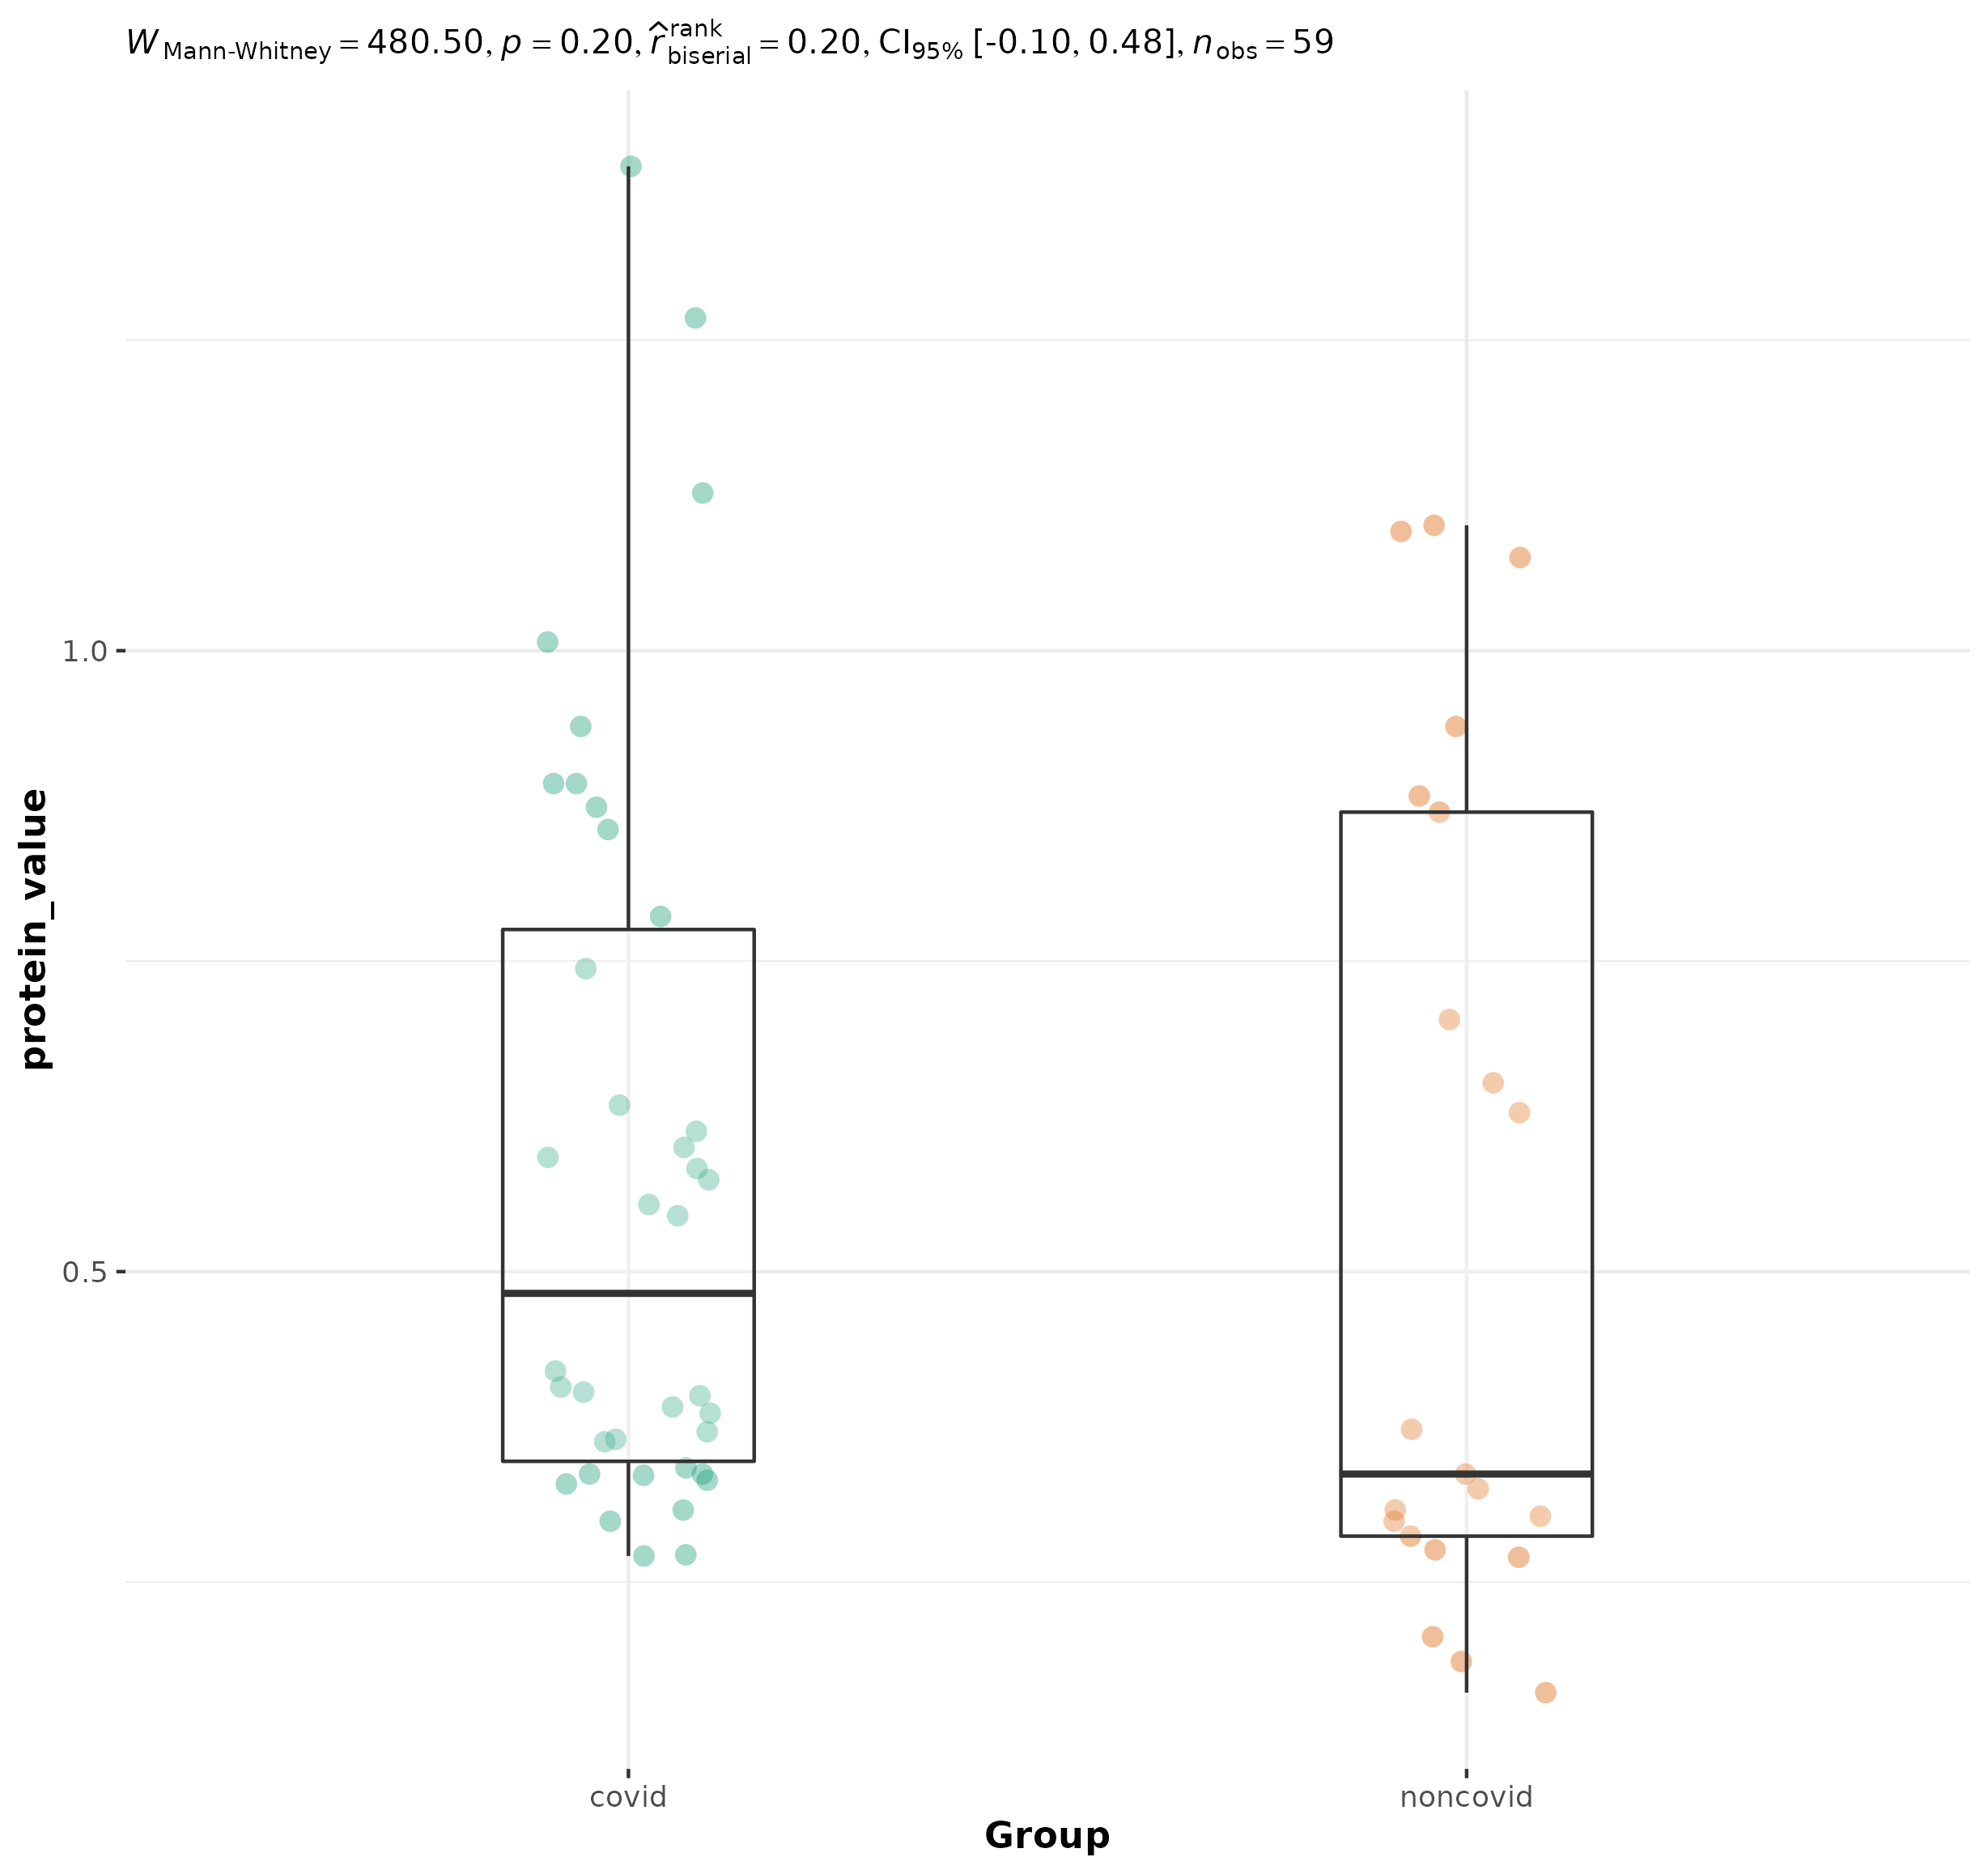 W Mann-Whitney = 480.50, p = 0.20, r̂ rank biserial = 0.20, CI95% [-0.10, 0.48], nobs = 59
protein_value
1.0
0.5
covid noncovid
Group